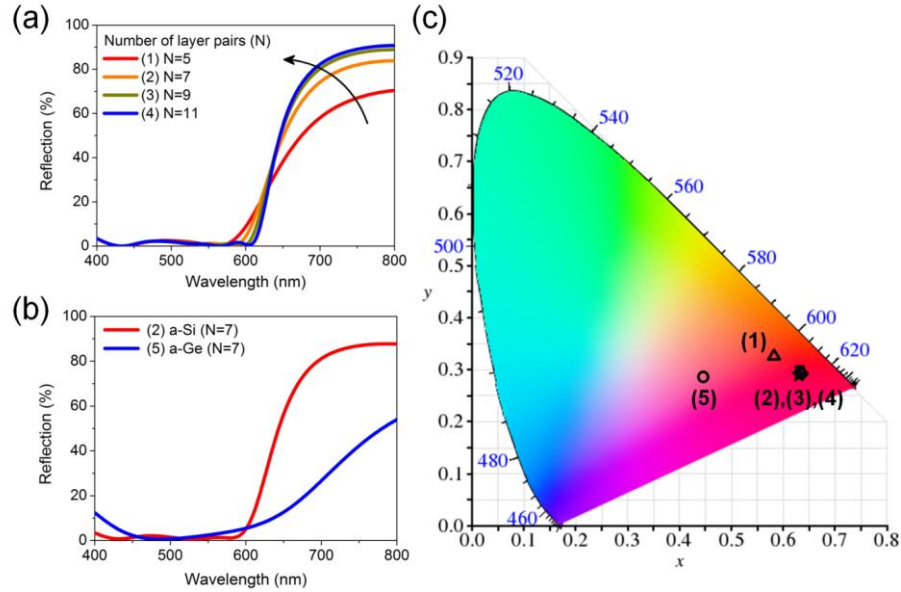 (a)
100
80
60
40
20
0
Reflection (%)
Number of layer pairs (N)
(1) N=5
(2) N=7
(3) N=9
(4) N=11
400 500 600 700 800
Wavelength (nm)
(b)
100
80
60
40
20
0
Reflection (%)
(2) a-Si (N=7)
(5) a-Ge (N=7)
400 500 600 700 800
Wavelength (nm)
(c)
0.9
0.8
0.7
0.6
0.5
0.4
0.3
0.2
0.1
0.0
y
520
540
560
500
580
600
620
(1)
(5)
(2),(3),(4)
480
460
0.0 0.1 0.2 0.3 0.4 0.5 0.6 0.7 0.8
x